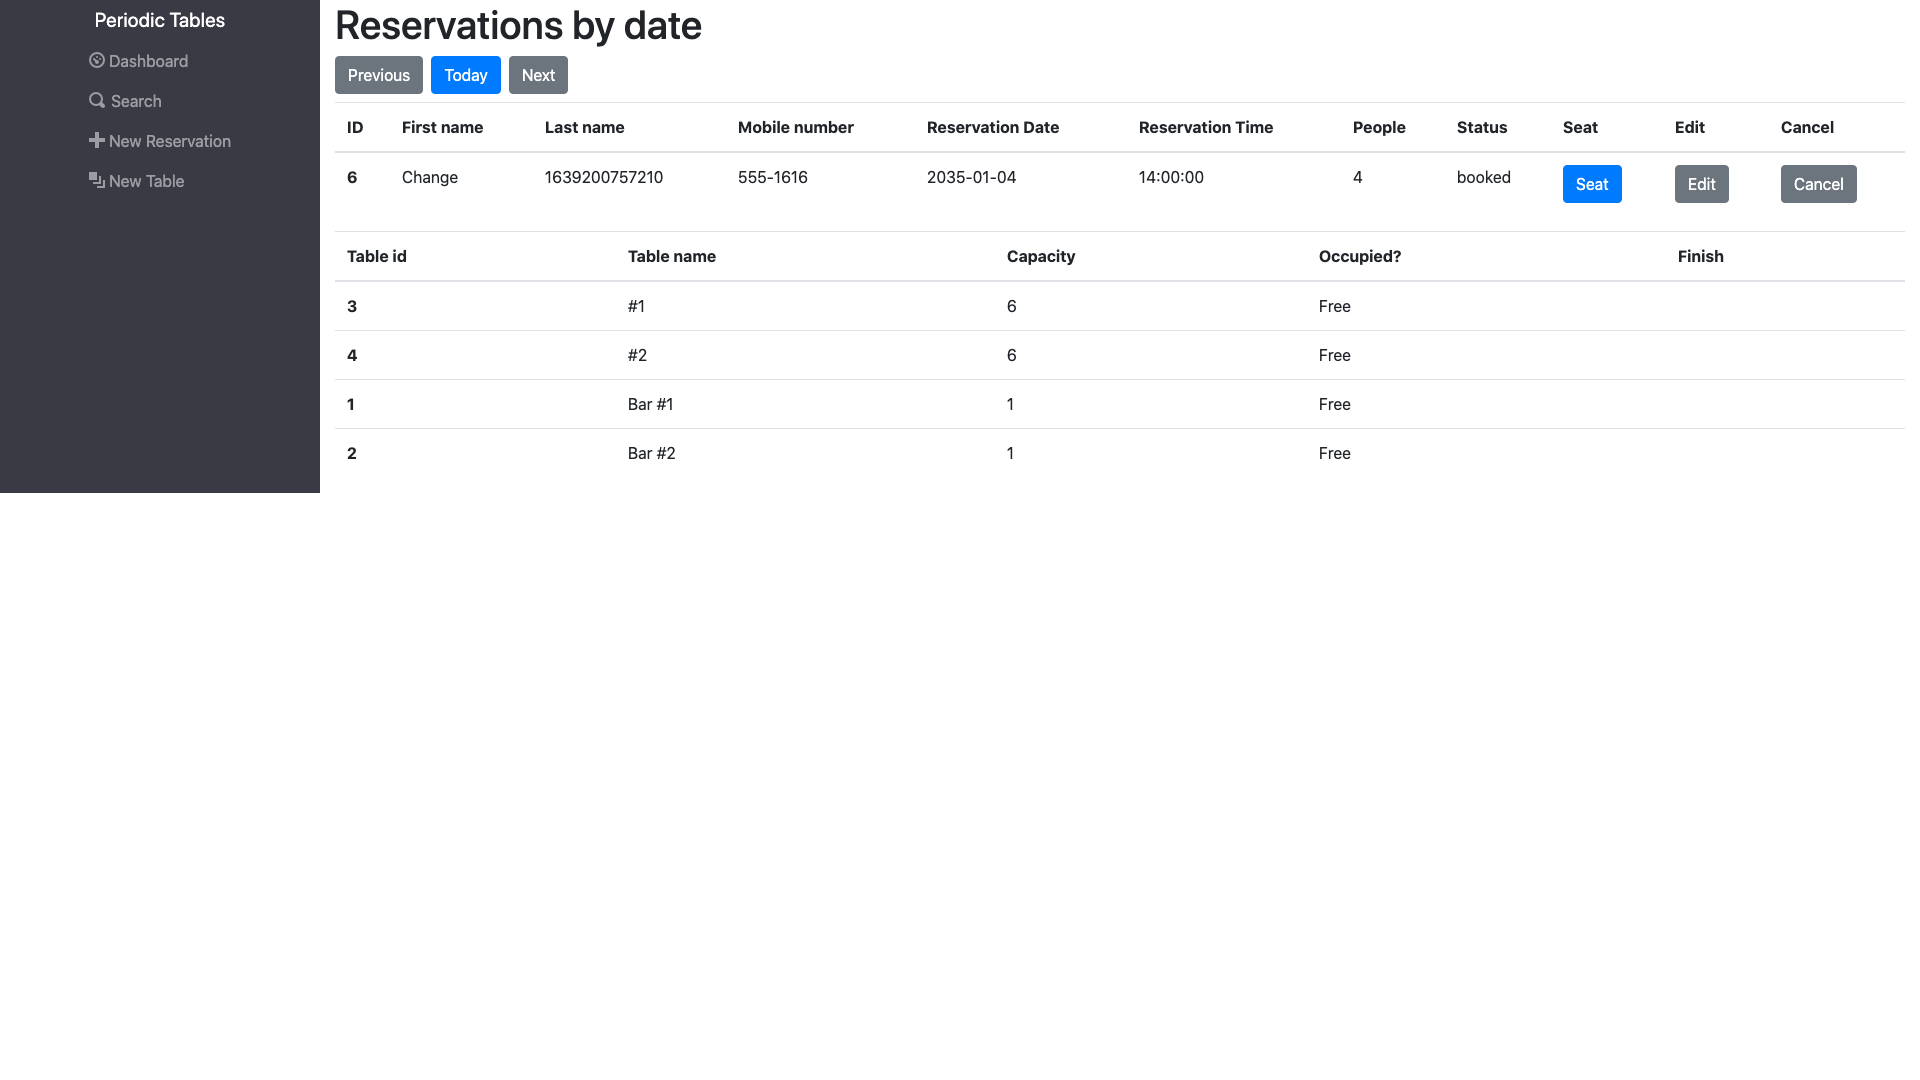 Periodic Tables
Dashboard
Search
New Reservation
New Table
Reservations by date
Previous Today Next
ID First name Last name Mobile number Reservation Date Reservation Time People Status Seat Edit Cancel
6 Change 1639200757210 555-1616 2035-01-04 14:00:00 4 booked Seat Edit Cancel
Table id Table name Capacity Occupied? Finish
3 #1 6 Free
4 #2 6 Free
1 Bar #1 1 Free
2 Bar #2 1 Free